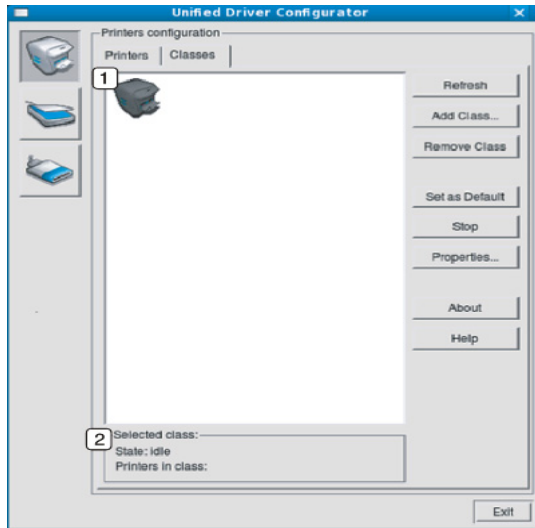 Unified Driver Configurator
Printers configuration
Printers
Classes
1
Refresh
Add Class...
Remove Class
Set as Default
Stop
Properties...
About
Help
2
Selected class:
State: idle
Printers in class:
Exit